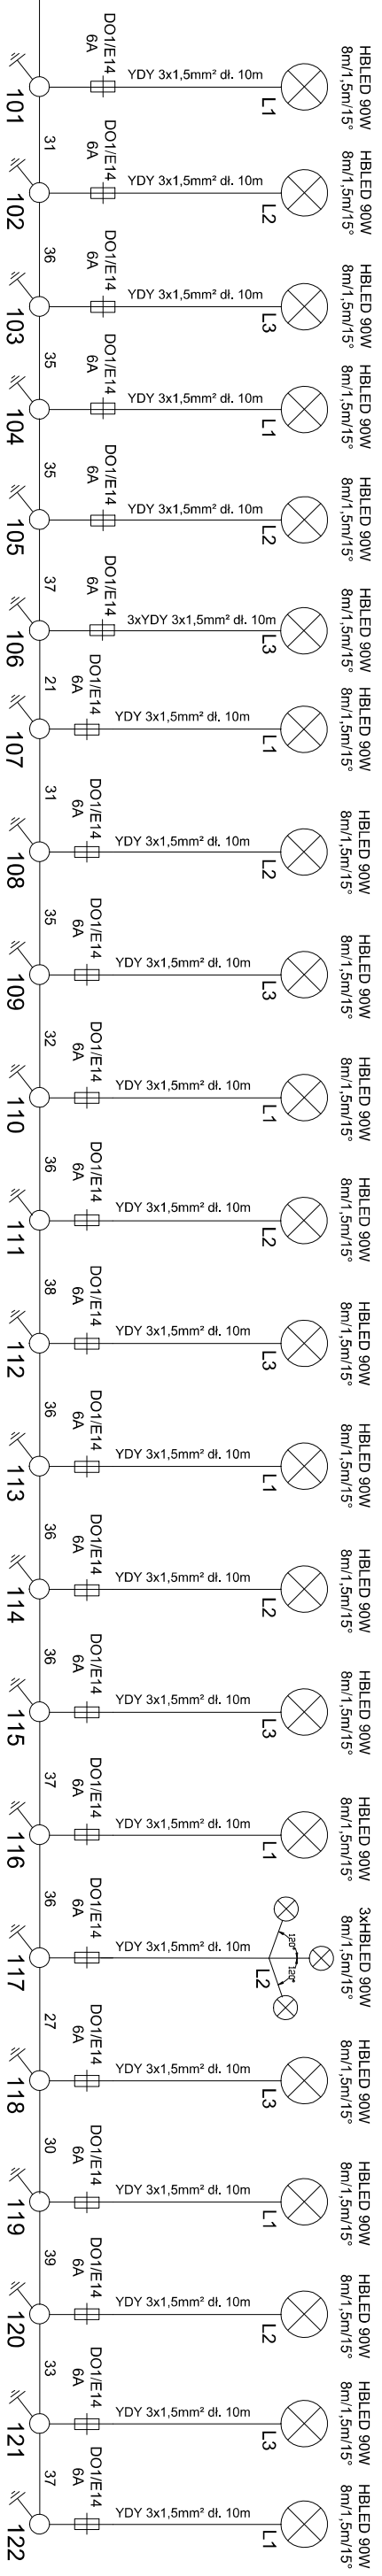 HBLED 90W
8m/1,5m/15°
L1
YDY 3x1,5mm² dł. 10m
DO1/E14
6A
101
31
HBLED 90W
8m/1,5m/15°
L2
YDY 3x1,5mm² dł. 10m
DO1/E14
6A
102
36
HBLED 90W
8m/1,5m/15°
L3
YDY 3x1,5mm² dł. 10m
DO1/E14
6A
103
35
HBLED 90W
8m/1,5m/15°
L1
YDY 3x1,5mm² dł. 10m
DO1/E14
6A
104
35
HBLED 90W
8m/1,5m/15°
L2
YDY 3x1,5mm² dł. 10m
DO1/E14
6A
105
37
HBLED 90W
8m/1,5m/15°
L3
3xYDY 3x1,5mm² dł. 10m
DO1/E14
6A
106
21
HBLED 90W
8m/1,5m/15°
L1
YDY 3x1,5mm² dł. 10m
DO1/E14
6A
107
31
HBLED 90W
8m/1,5m/15°
L2
YDY 3x1,5mm² dł. 10m
DO1/E14
6A
108
35
HBLED 90W
8m/1,5m/15°
L3
YDY 3x1,5mm² dł. 10m
DO1/E14
6A
109
32
HBLED 90W
8m/1,5m/15°
L1
YDY 3x1,5mm² dł. 10m
DO1/E14
6A
110
36
HBLED 90W
8m/1,5m/15°
L2
YDY 3x1,5mm² dł. 10m
DO1/E14
6A
111
38
HBLED 90W
8m/1,5m/15°
L3
YDY 3x1,5mm² dł. 10m
DO1/E14
6A
112
36
HBLED 90W
8m/1,5m/15°
L1
YDY 3x1,5mm² dł. 10m
DO1/E14
6A
113
36
HBLED 90W
8m/1,5m/15°
L2
YDY 3x1,5mm² dł. 10m
DO1/E14
6A
114
36
HBLED 90W
8m/1,5m/15°
L3
YDY 3x1,5mm² dł. 10m
DO1/E14
6A
115
37
HBLED 90W
8m/1,5m/15°
L1
YDY 3x1,5mm² dł. 10m
DO1/E14
6A
116
36
3xHBLED 90W
8m/1,5m/15°
120°
120°
L2
YDY 3x1,5mm² dł. 10m
DO1/E14
6A
117
27
HBLED 90W
8m/1,5m/15°
L3
YDY 3x1,5mm² dł. 10m
DO1/E14
6A
118
30
HBLED 90W
8m/1,5m/15°
L1
YDY 3x1,5mm² dł. 10m
DO1/E14
6A
119
39
HBLED 90W
8m/1,5m/15°
L2
YDY 3x1,5mm² dł. 10m
DO1/E14
6A
120
33
HBLED 90W
8m/1,5m/15°
L3
YDY 3x1,5mm² dł. 10m
DO1/E14
6A
121
37
HBLED 90W
8m/1,5m/15°
L1
YDY 3x1,5mm² dł. 10m
DO1/E14
6A
122